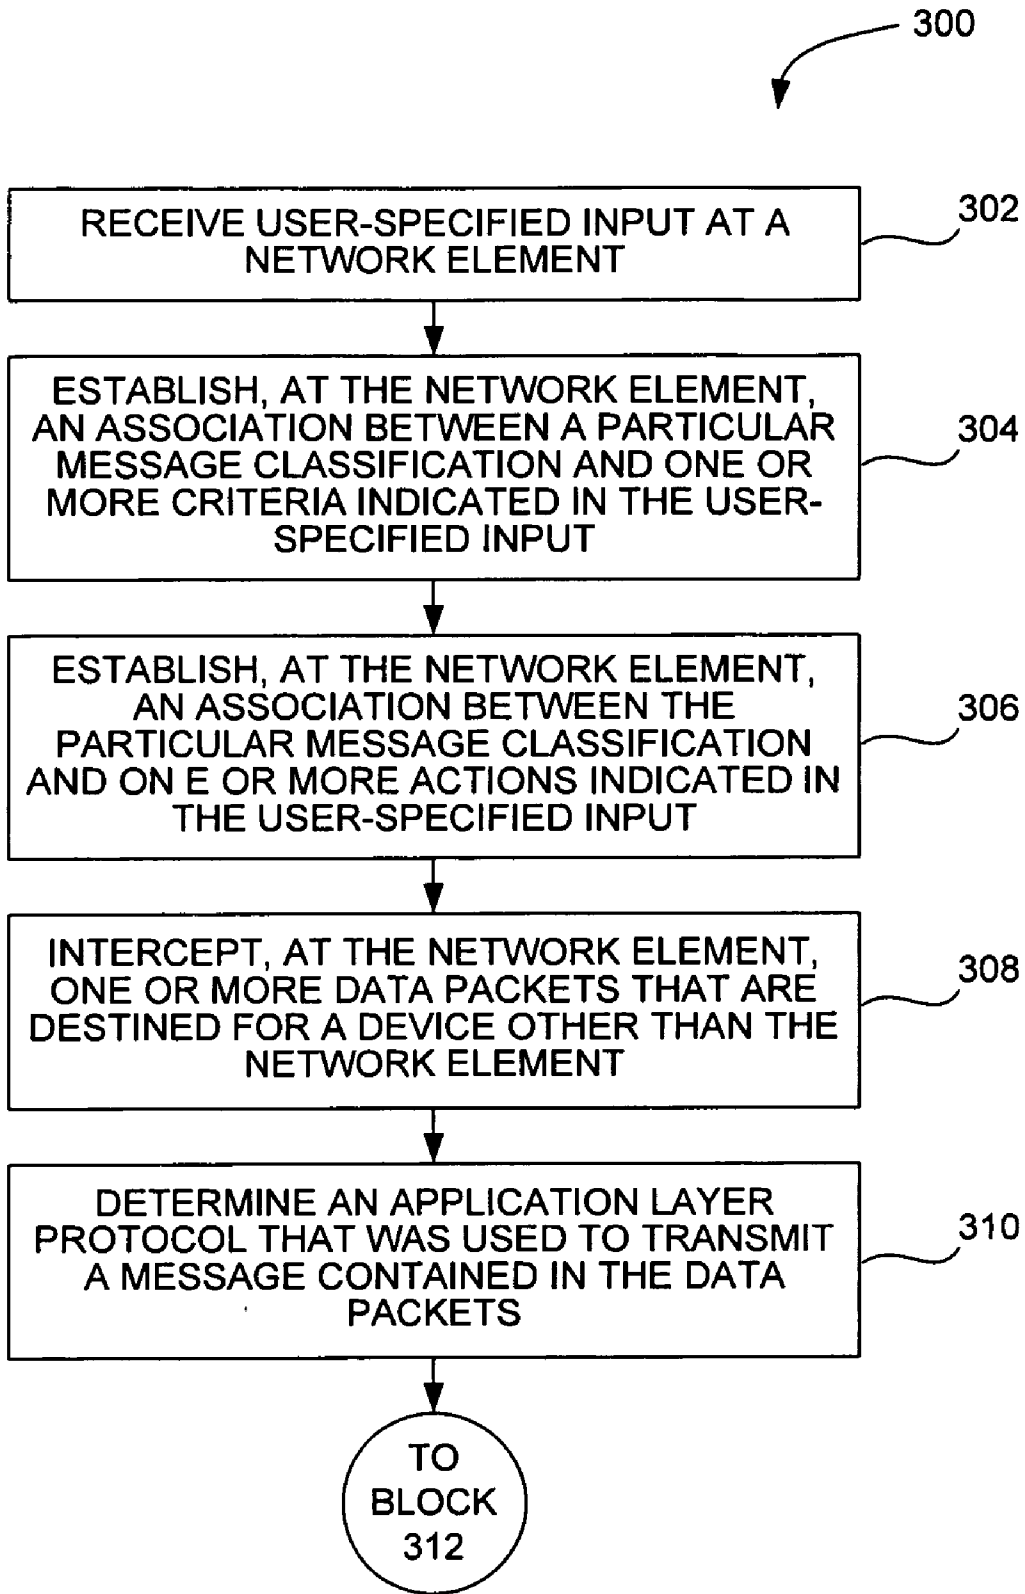 300
RECEIVE USER-SPECIFIED INPUT AT A
NETWORK ELEMENT
302
ESTABLISH, AT THE NETWORK ELEMENT,
AN ASSOCIATION BETWEEN A PARTICULAR
MESSAGE CLASSIFICATION AND ONE OR
MORE CRITERIA INDICATED IN THE USER-
SPECIFIED INPUT
304
ESTABLISH, AT THE NETWORK ELEMENT,
AN ASSOCIATION BETWEEN THE
PARTICULAR MESSAGE CLASSIFICATION
AND ON E OR MORE ACTIONS INDICATED IN
THE USER-SPECIFIED INPUT
306
INTERCEPT, AT THE NETWORK ELEMENT,
ONE OR MORE DATA PACKETS THAT ARE
DESTINED FOR A DEVICE OTHER THAN THE
NETWORK ELEMENT
308
DETERMINE AN APPLICATION LAYER
PROTOCOL THAT WAS USED TO TRANSMIT
A MESSAGE CONTAINED IN THE DATA
PACKETS
310
TO
BLOCK
312